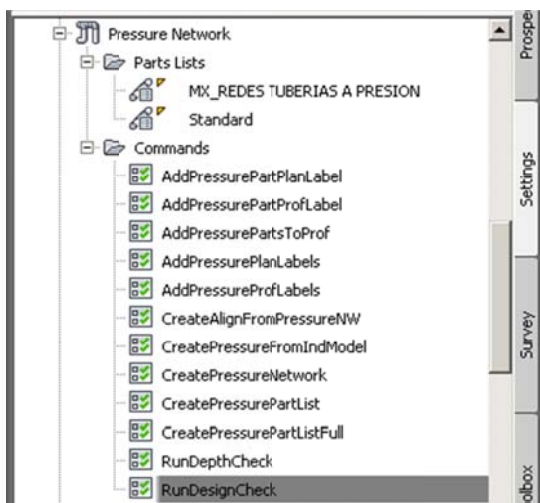 Pressure Network
Parts Lists
MX_REDES TUBERIAS A PRESION
Standard
Commands
AddPressurePartPlanLabel
AddPressurePartProfLabel
AddPressurePartsToProf
AddPressurePlanLabels
AddPressureProfLabels
CreateAlignFromPressureNW
CreatePressureFromIndModel
CreatePressureNetwork
CreatePressurePartList
CreatePressurePartListFull
RunDepthCheck
RunDesignCheck
Prospe
Settings
Survey
olbox